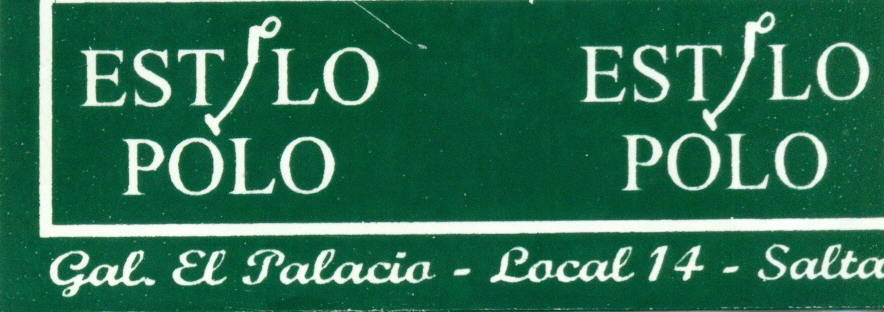 ESTILO ESTILO
POLO POLO
Gal. El Palacio - Local 14 - Salta